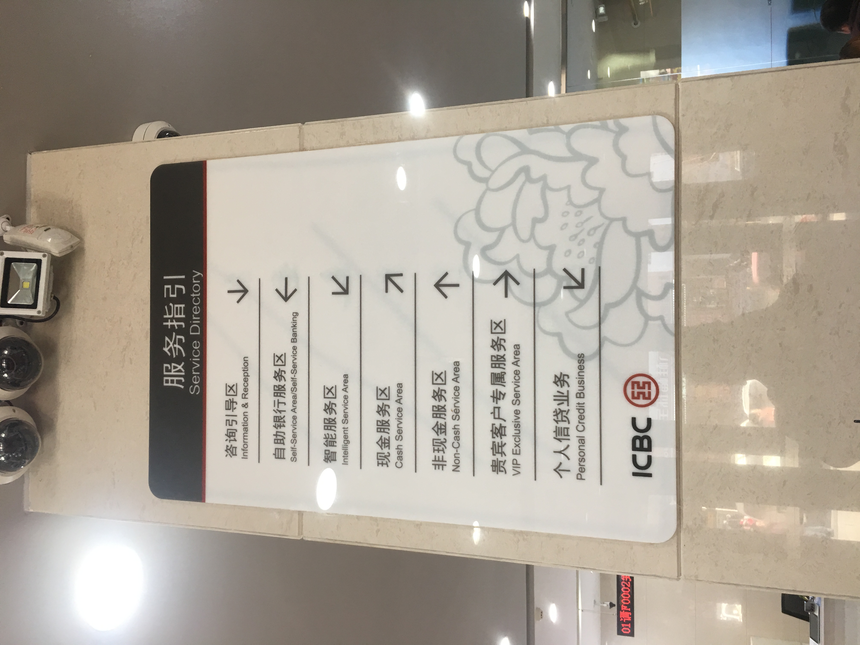 服务指引
Service Directory
咨询引导区
Information & Reception
自助银行服务区
Self-Service Area/Self-Service Banking
智能服务区
Intelligent Service Area
现金服务区
Cash Service Area
非现金服务区
Non-Cash Service Area
贵宾客户专属服务区
VIP Exclusive Service Area
个人信贷业务
Personal Credit Business
ICBC